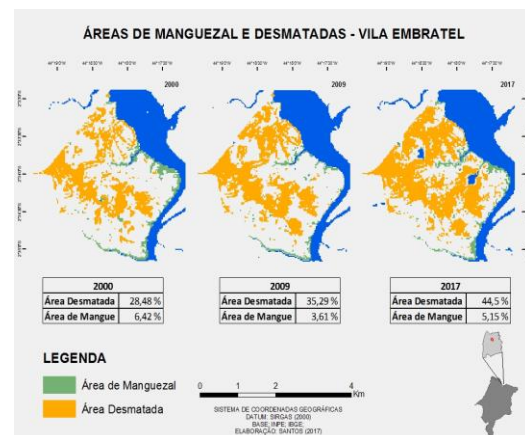 ÁREAS DE MANGUEZAL E DESMATADAS - VILA EMBRATEL
2000
2009
2017
2000
Área Desmatada 28,48 %
Área de Mangue 6,42 %
2009
Área Desmatada 35,29 %
Área de Mangue 3,61 %
2017
Área Desmatada 44,5 %
Área de Mangue 5,15 %
LEGENDA
Área de Manguezal
Área Desmatada
0 1 2 4
Km
SISTEMA DE COORDENADAS GEOGRÁFICAS
DATUM: SIRGAS (2000)
BASE: INPE; IBGE;
ELABORAÇÃO: SANTOS (2017)